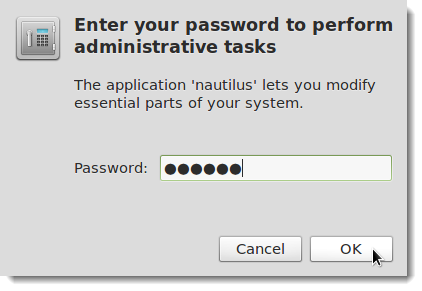 Enter your password to perform
administrative tasks
The application 'nautilus' lets you modify
essential parts of your system.
Password: ●●●●●●
Cancel OK